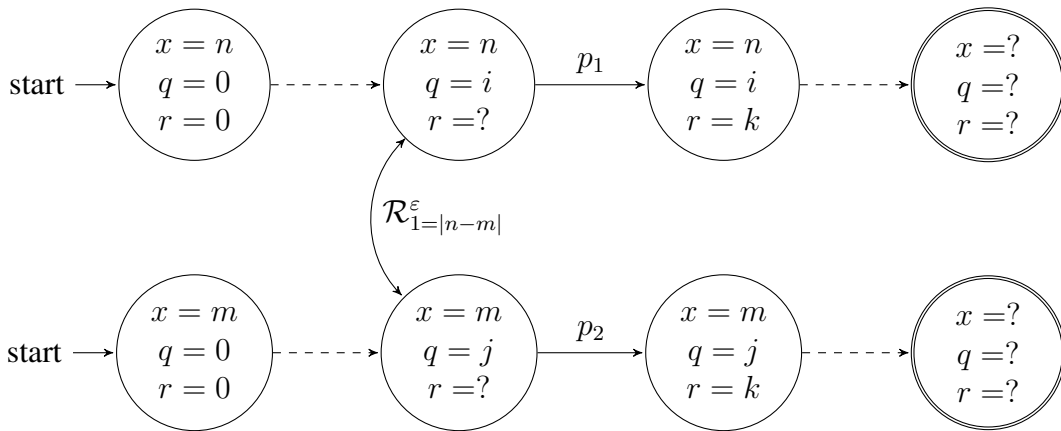 x = n
x = n
x = n
x =?
start
q = 0
q = i
p₁
q = i
q =?
r = 0
r =?
r = k
r =?
ℛ^ε_{1=|n−m|}
x = m
x = m
x = m
x =?
start
q = 0
q = j
p₂
q = j
q =?
r = 0
r =?
r = k
r =?